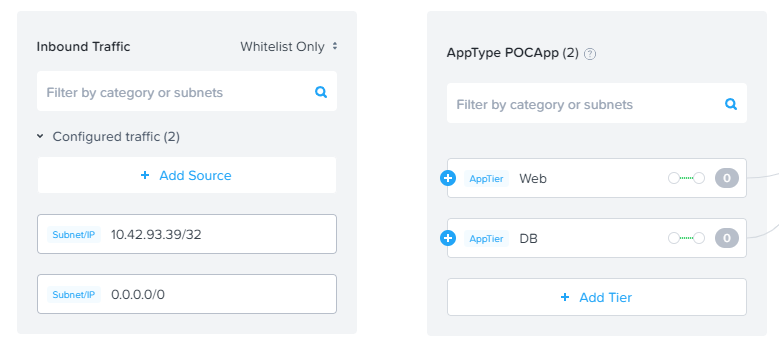 Inbound Traffic
Whitelist Only
Filter by category or subnets
Configured traffic (2)
+ Add Source
Subnet/IP 10.42.93.39/32
Subnet/IP 0.0.0.0/0
AppType POCApp (2) ?
Filter by category or subnets
+ AppTier Web 0
+ AppTier DB 0
+ Add Tier